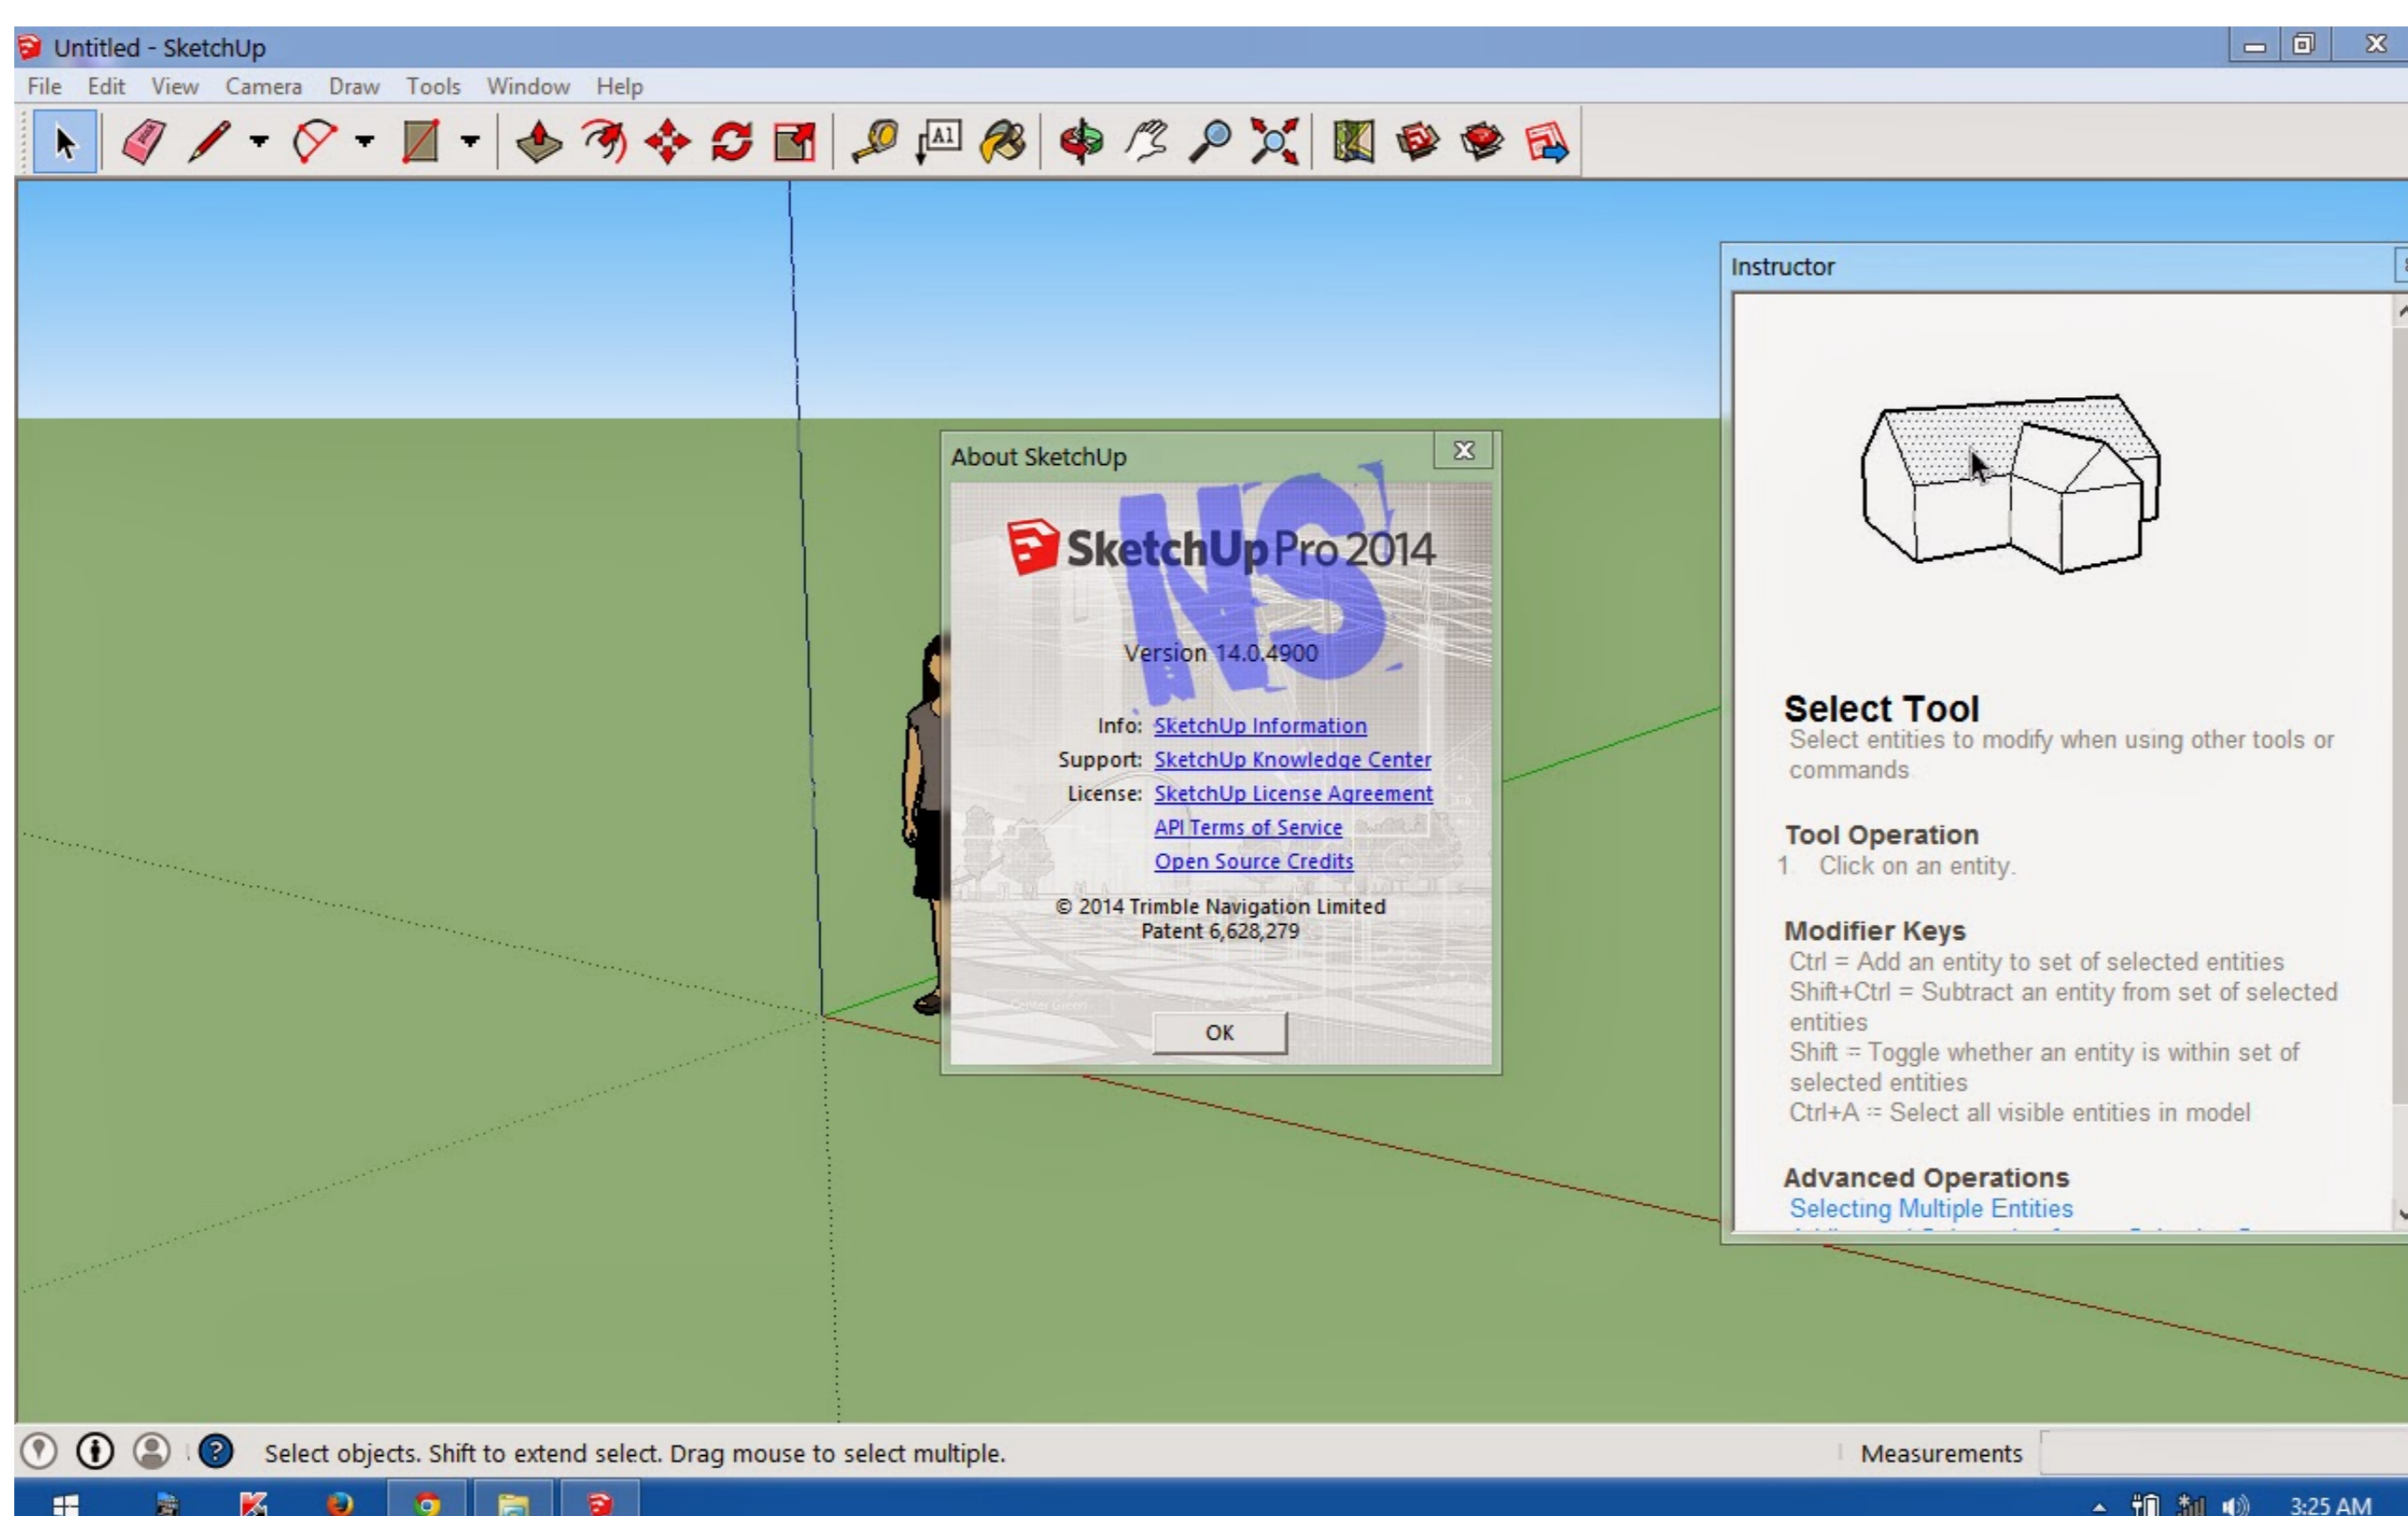 Untitled - SketchUp
File Edit View Camera Draw Tools Window Help
A1
Instructor
About SketchUp
NS
SketchUp Pro 2014
Version 14.0.4900
Info: SketchUp Information
Support: SketchUp Knowledge Center
License: SketchUp License Agreement
API Terms of Service
Open Source Credits
© 2014 Trimble Navigation Limited
Patent 6,628,279
Center Green
OK
Select Tool
Select entities to modify when using other tools or
commands
Tool Operation
1. Click on an entity.
Modifier Keys
Ctrl = Add an entity to set of selected entities
Shift+Ctrl = Subtract an entity from set of selected
entities
Shift = Toggle whether an entity is within set of
selected entities
Ctrl+A = Select all visible entities in model
Advanced Operations
Selecting Multiple Entities
Select objects. Shift to extend select. Drag mouse to select multiple.
Measurements
3:25 AM